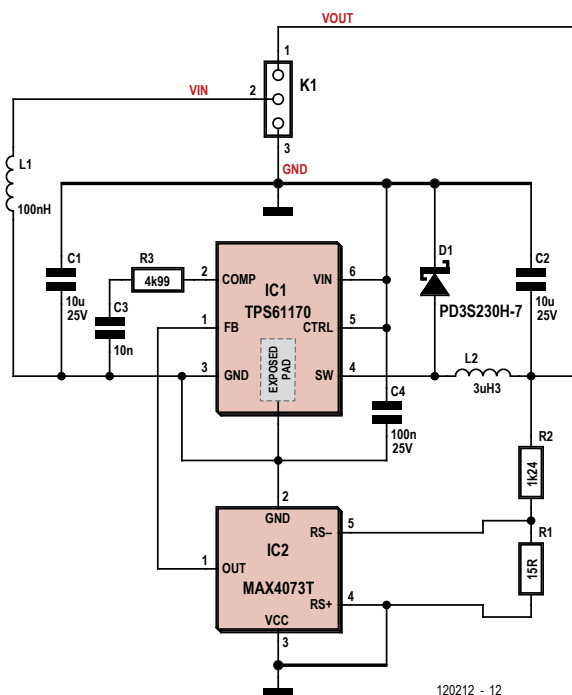 VOUT
1
VIN
2
K1
3
GND
L1
100nH
C1
10u
25V
R3
4k99
C3
10n
2
COMP
1
FB
3
GND
IC1
TPS61170
EXPOSED
PAD
VIN
6
CTRL
5
SW
4
D1
PD3S230H-7
C2
10u
25V
L2
3uH3
C4
100n
25V
R2
1k24
R1
15R
2
GND
IC2
MAX4073T
1
OUT
RS–
5
RS+
4
VCC
3
120212 - 12